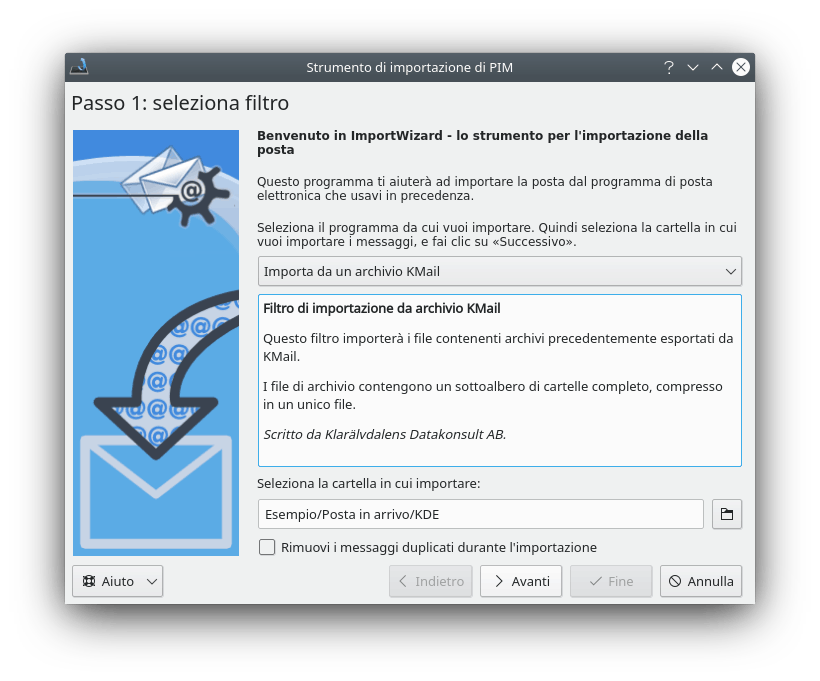 Strumento di importazione di PIM
Passo 1: seleziona filtro
Benvenuto in ImportWizard - lo strumento per l'importazione della
posta
Questo programma ti aiuterà ad importare la posta dal programma di posta
elettronica che usavi in precedenza.
Seleziona il programma da cui vuoi importare. Quindi seleziona la cartella in cui
vuoi importare i messaggi, e fai clic su «Successivo».
Importa da un archivio KMail
Filtro di importazione da archivio KMail
Questo filtro importerà i file contenenti archivi precedentemente esportati da
KMail.
I file di archivio contengono un sottoalbero di cartelle completo, compresso
in un unico file.
Scritto da Klarälvdalens Datakonsult AB.
Seleziona la cartella in cui importare:
Esempio/Posta in arrivo/KDE
Rimuovi i messaggi duplicati durante l'importazione
Aiuto
Indietro
Avanti
Fine
Annulla